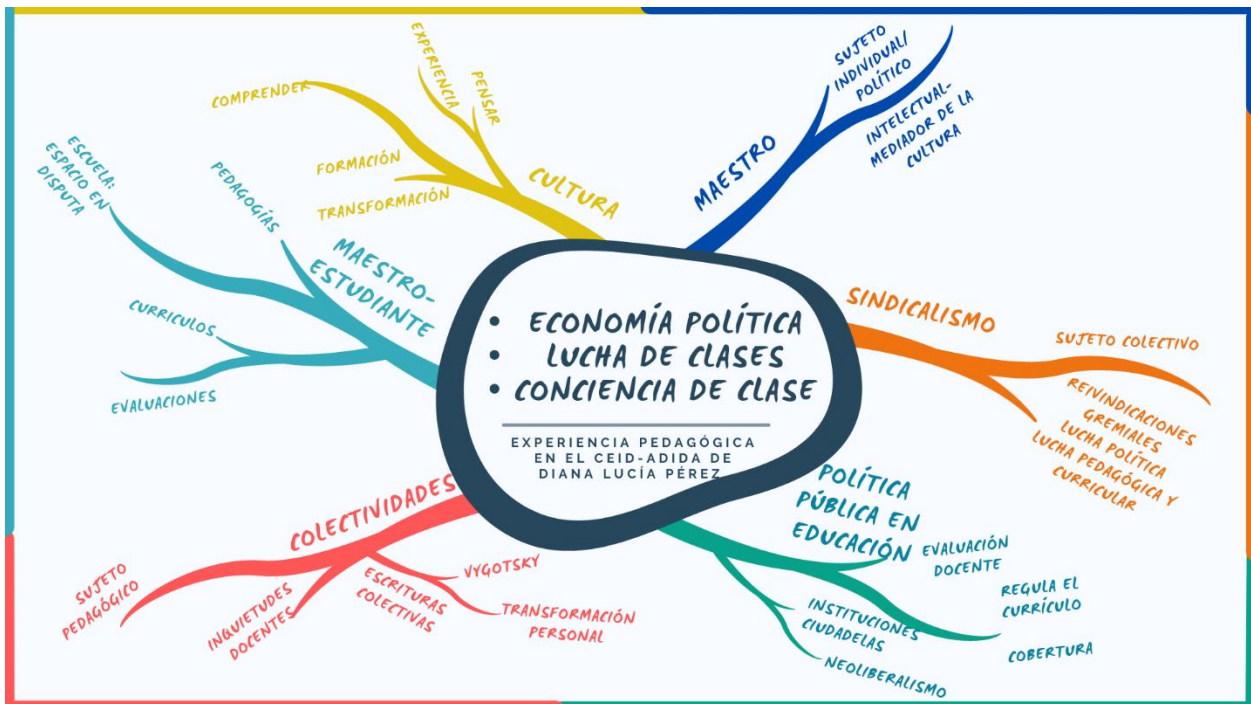 • ECONOMÍA POLÍTICA
• LUCHA DE CLASES
• CONCIENCIA DE CLASE
EXPERIENCIA PEDAGÓGICA
EN EL CEID-ADIDA DE
DIANA LUCÍA PÉREZ
CULTURA
COMPRENDER
EXPERIENCIA
PENSAR
FORMACIÓN
TRANSFORMACIÓN
MAESTRO
SUJETO
INDIVIDUAL/
POLÍTICO
INTELECTUAL-
MEDIADOR DE LA
CULTURA
SINDICALISMO
SUJETO COLECTIVO
REIVINDICACIONES
GREMIALES
LUCHA POLÍTICA
LUCHA PEDAGÓGICA Y
CURRICULAR
POLÍTICA
PÚBLICA EN
EDUCACIÓN
EVALUACIÓN
DOCENTE
REGULA EL
CURRÍCULO
COBERTURA
INSTITUCIONES
CIUDADELAS
NEOLIBERALISMO
COLECTIVIDADES
SUJETO
PEDAGÓGICO
INQUIETUDES
DOCENTES
ESCRITURAS
COLECTIVAS
VYGOTSKY
TRANSFORMACIÓN
PERSONAL
MAESTRO-
ESTUDIANTE
ESCUELA:
ESPACIO EN
DISPUTA
PEDAGOGÍAS
CURRICULOS
EVALUACIONES